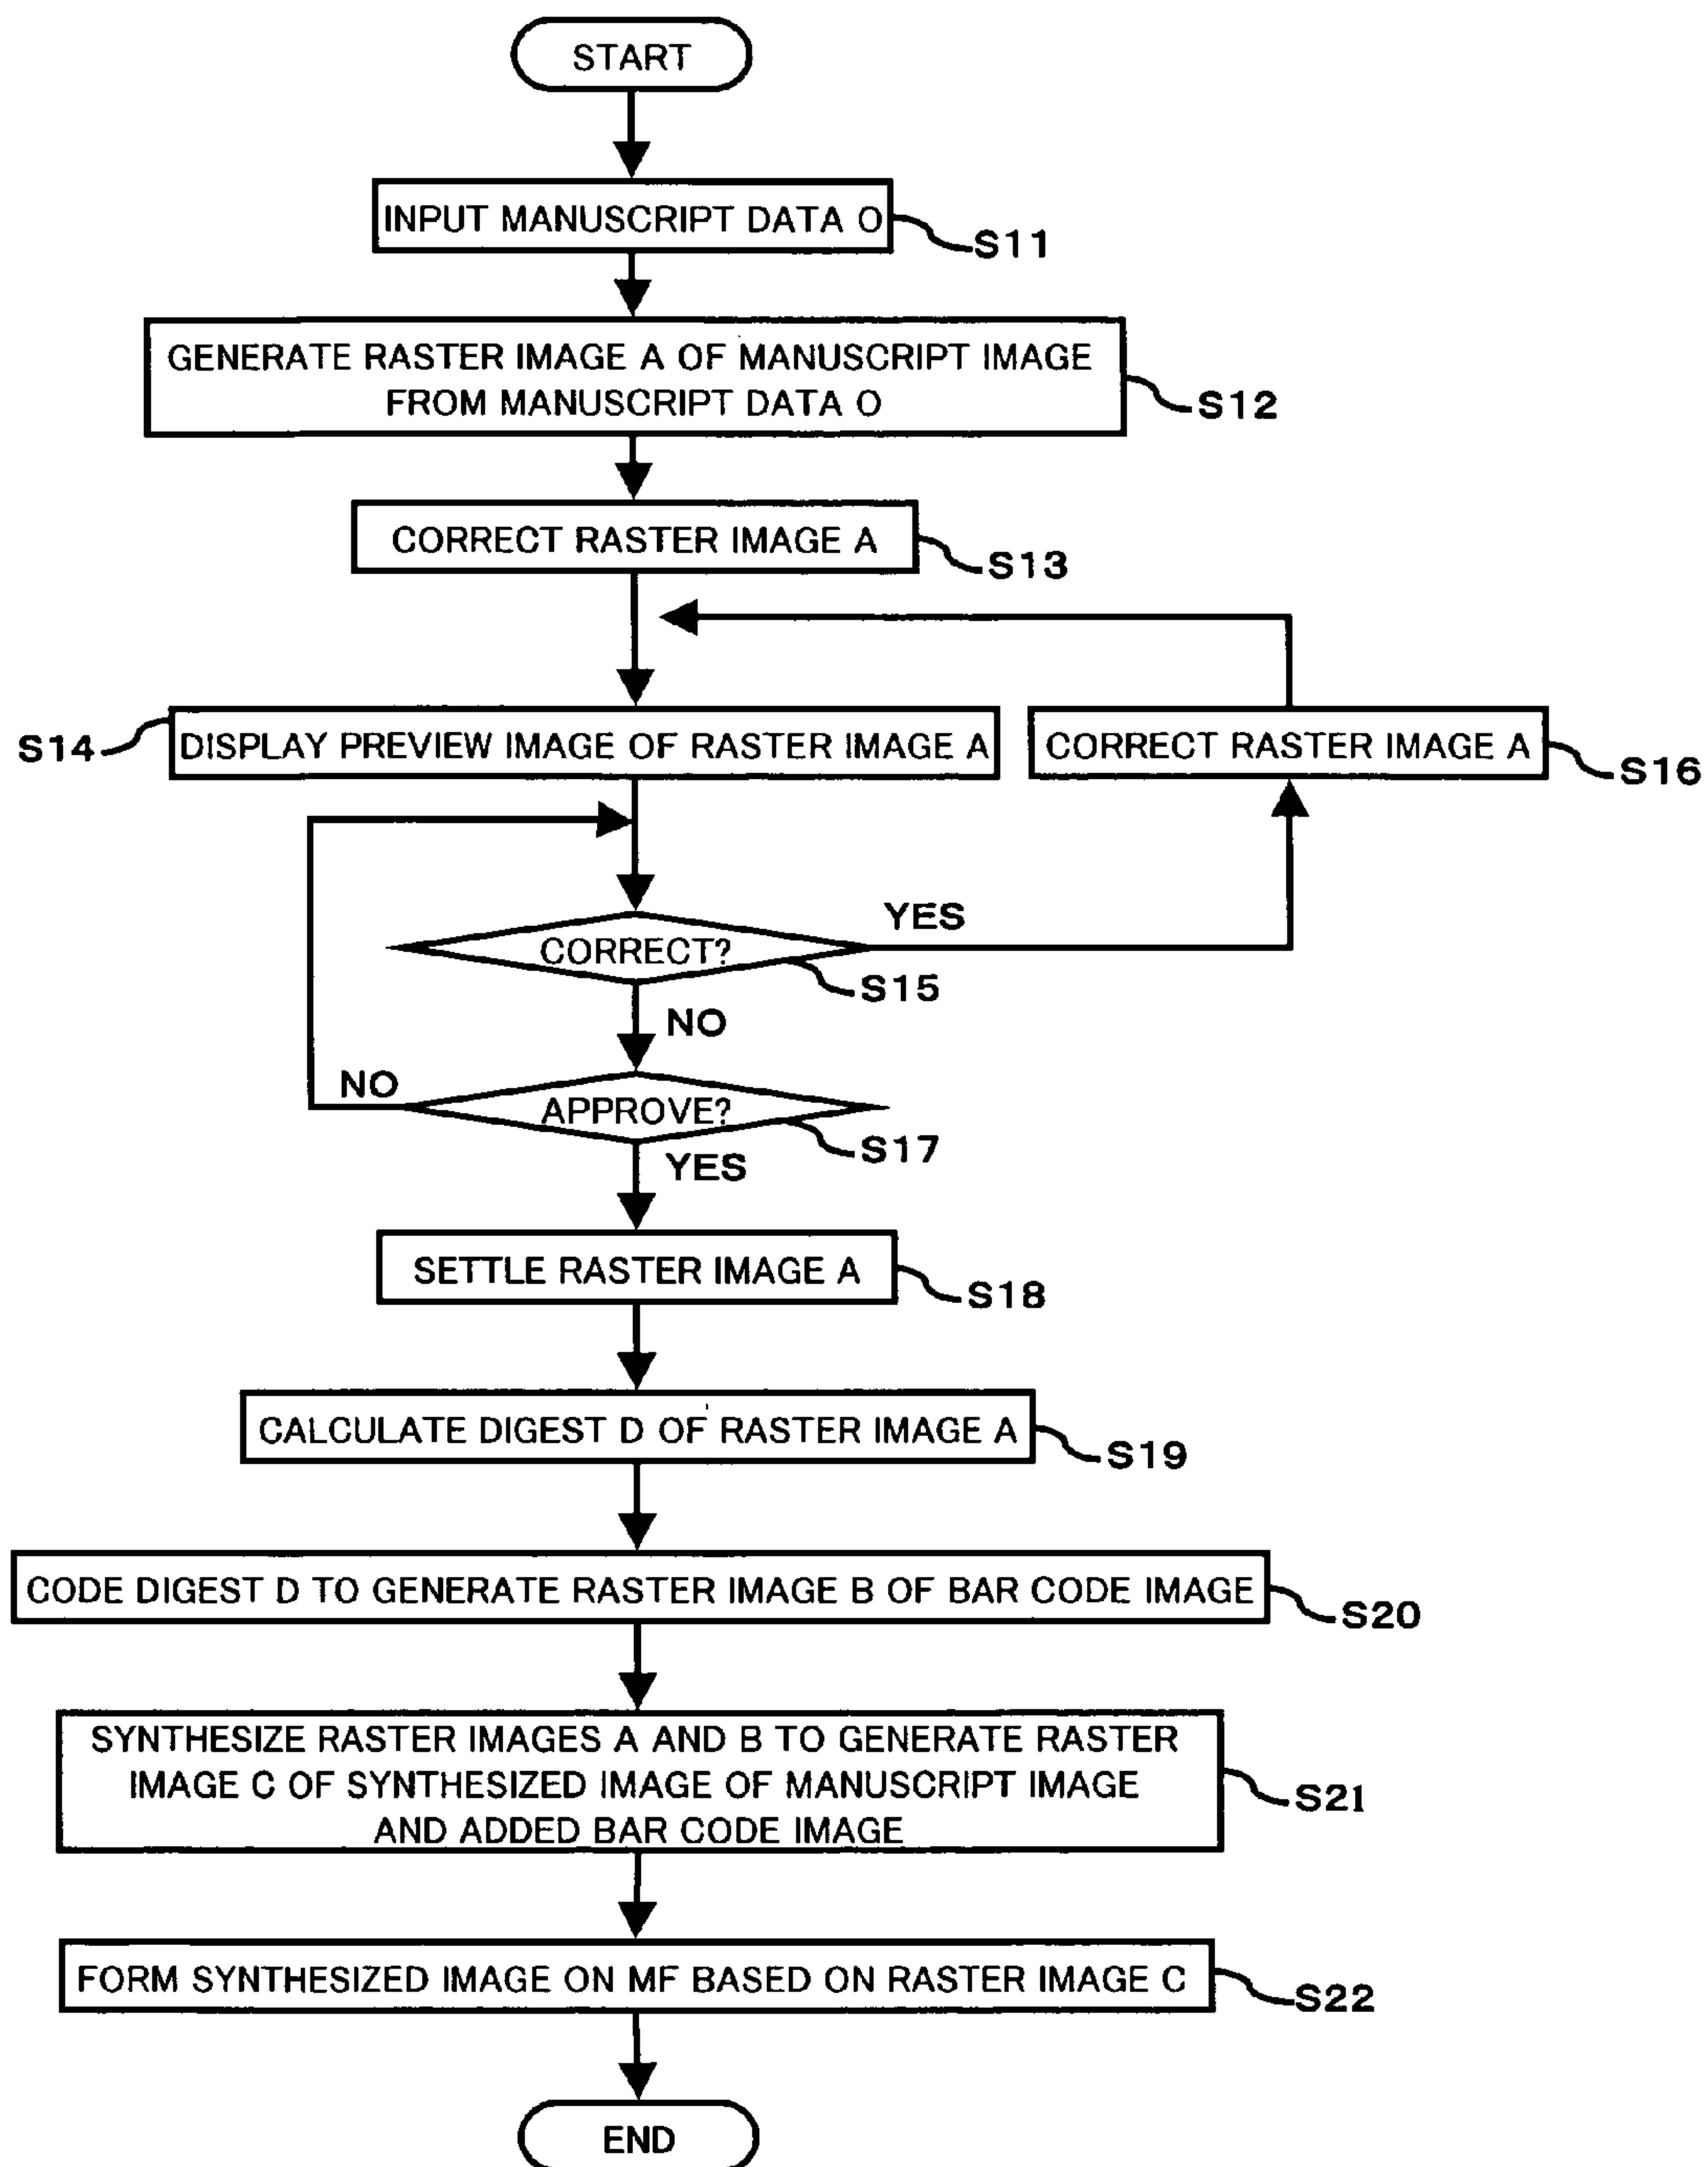 START
INPUT MANUSCRIPT DATA O
S11
GENERATE RASTER IMAGE A OF MANUSCRIPT IMAGE
FROM MANUSCRIPT DATA O
S12
CORRECT RASTER IMAGE A
S13
S14
DISPLAY PREVIEW IMAGE OF RASTER IMAGE A
CORRECT RASTER IMAGE A
S16
YES
CORRECT?
S15
NO
NO
APPROVE?
S17
YES
SETTLE RASTER IMAGE A
S18
CALCULATE DIGEST D OF RASTER IMAGE A
S19
CODE DIGEST D TO GENERATE RASTER IMAGE B OF BAR CODE IMAGE
S20
SYNTHESIZE RASTER IMAGES A AND B TO GENERATE RASTER
IMAGE C OF SYNTHESIZED IMAGE OF MANUSCRIPT IMAGE
AND ADDED BAR CODE IMAGE
S21
FORM SYNTHESIZED IMAGE ON MF BASED ON RASTER IMAGE C
S22
END